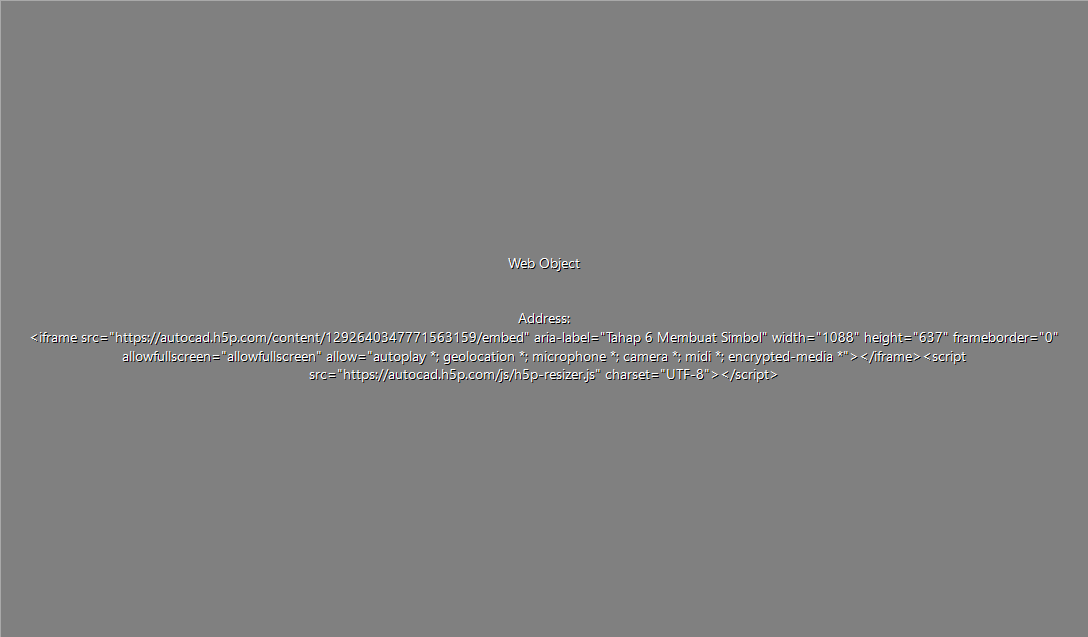 Web Object
Address:
<iframe src="https://autocad.h5p.com/content/1292640347771563159/embed" aria-label="Tahap 6 Membuat Simbol" width="1088" height="637" frameborder="0"
allowfullscreen="allowfullscreen" allow="autoplay *; geolocation *; microphone *; camera *; midi *; encrypted-media *"></iframe><script
src="https://autocad.h5p.com/js/h5p-resizer.js" charset="UTF-8"></script>